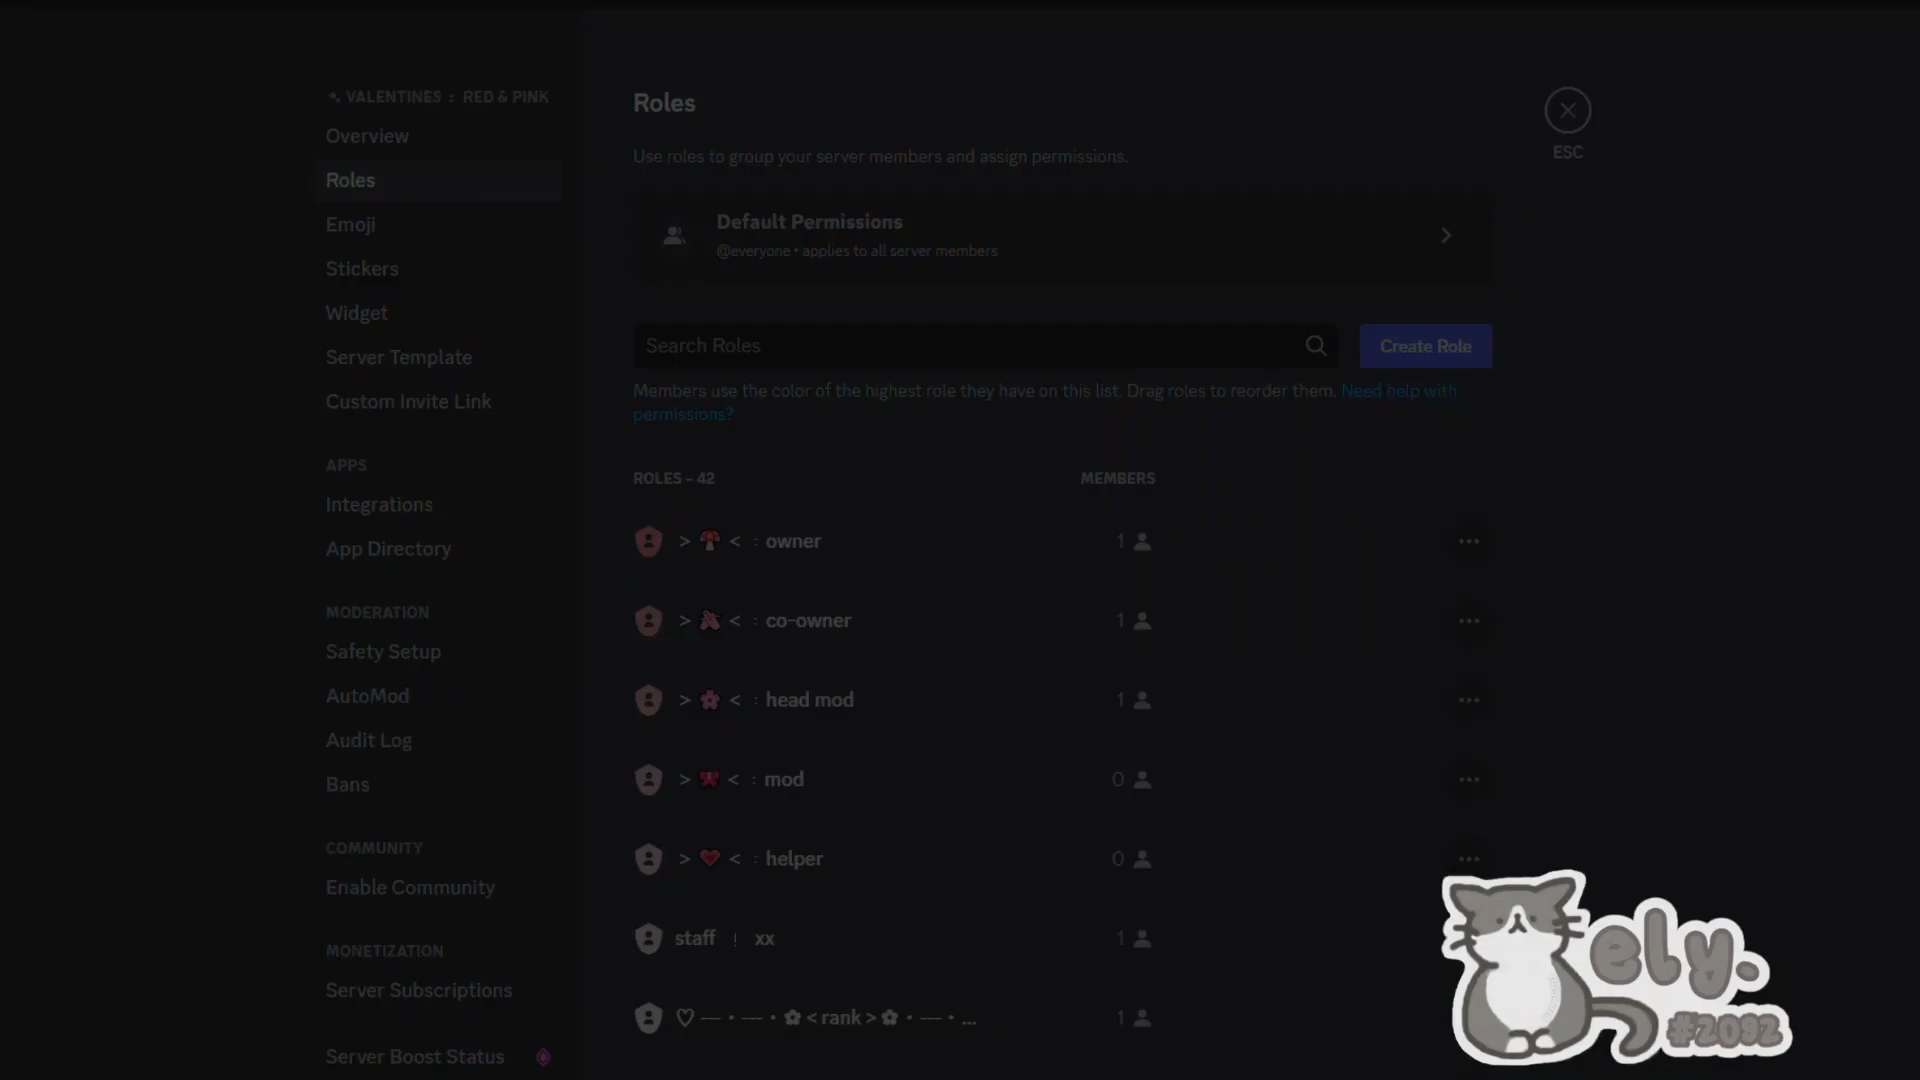 VALENTINES : RED & PINK
Overview
Roles
Emoji
Stickers
Widget
Server Template
Custom Invite Link
APPS
Integrations
App Directory
MODERATION
Safety Setup
AutoMod
Audit Log
Bans
COMMUNITY
Enable Community
MONETIZATION
Server Subscriptions
Server Boost Status
Roles
ESC
Use roles to group your server members and assign permissions.
Default Permissions
@everyone • applies to all server members
Search Roles
Create Role
Members use the color of the highest role they have on this list. Drag roles to reorder them. Need help with
permissions?
ROLES – 42 MEMBERS
> 🍄 < : owner 1
> < : co-owner 1
> 🌸 < : head mod 1
> 🎀 < : mod 0
> ❤️ < : helper 0
staff ! xx 1
♡ --- • --- • ✿ < rank > ✿ • --- • ... 1
ely.
#2092